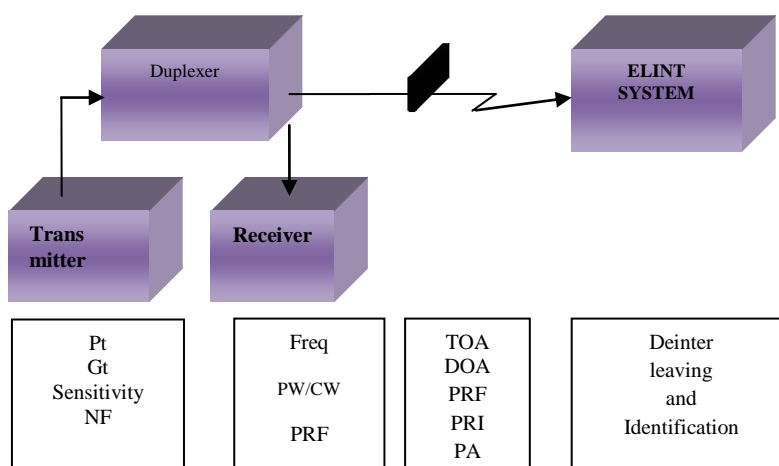 Duplexer
ELINT
SYSTEM
Trans
mitter
Receiver
Pt
Gt
Sensitivity
NF
Freq
PW/CW
PRF
TOA
DOA
PRF
PRI
PA
Deinter
leaving
and
Identification